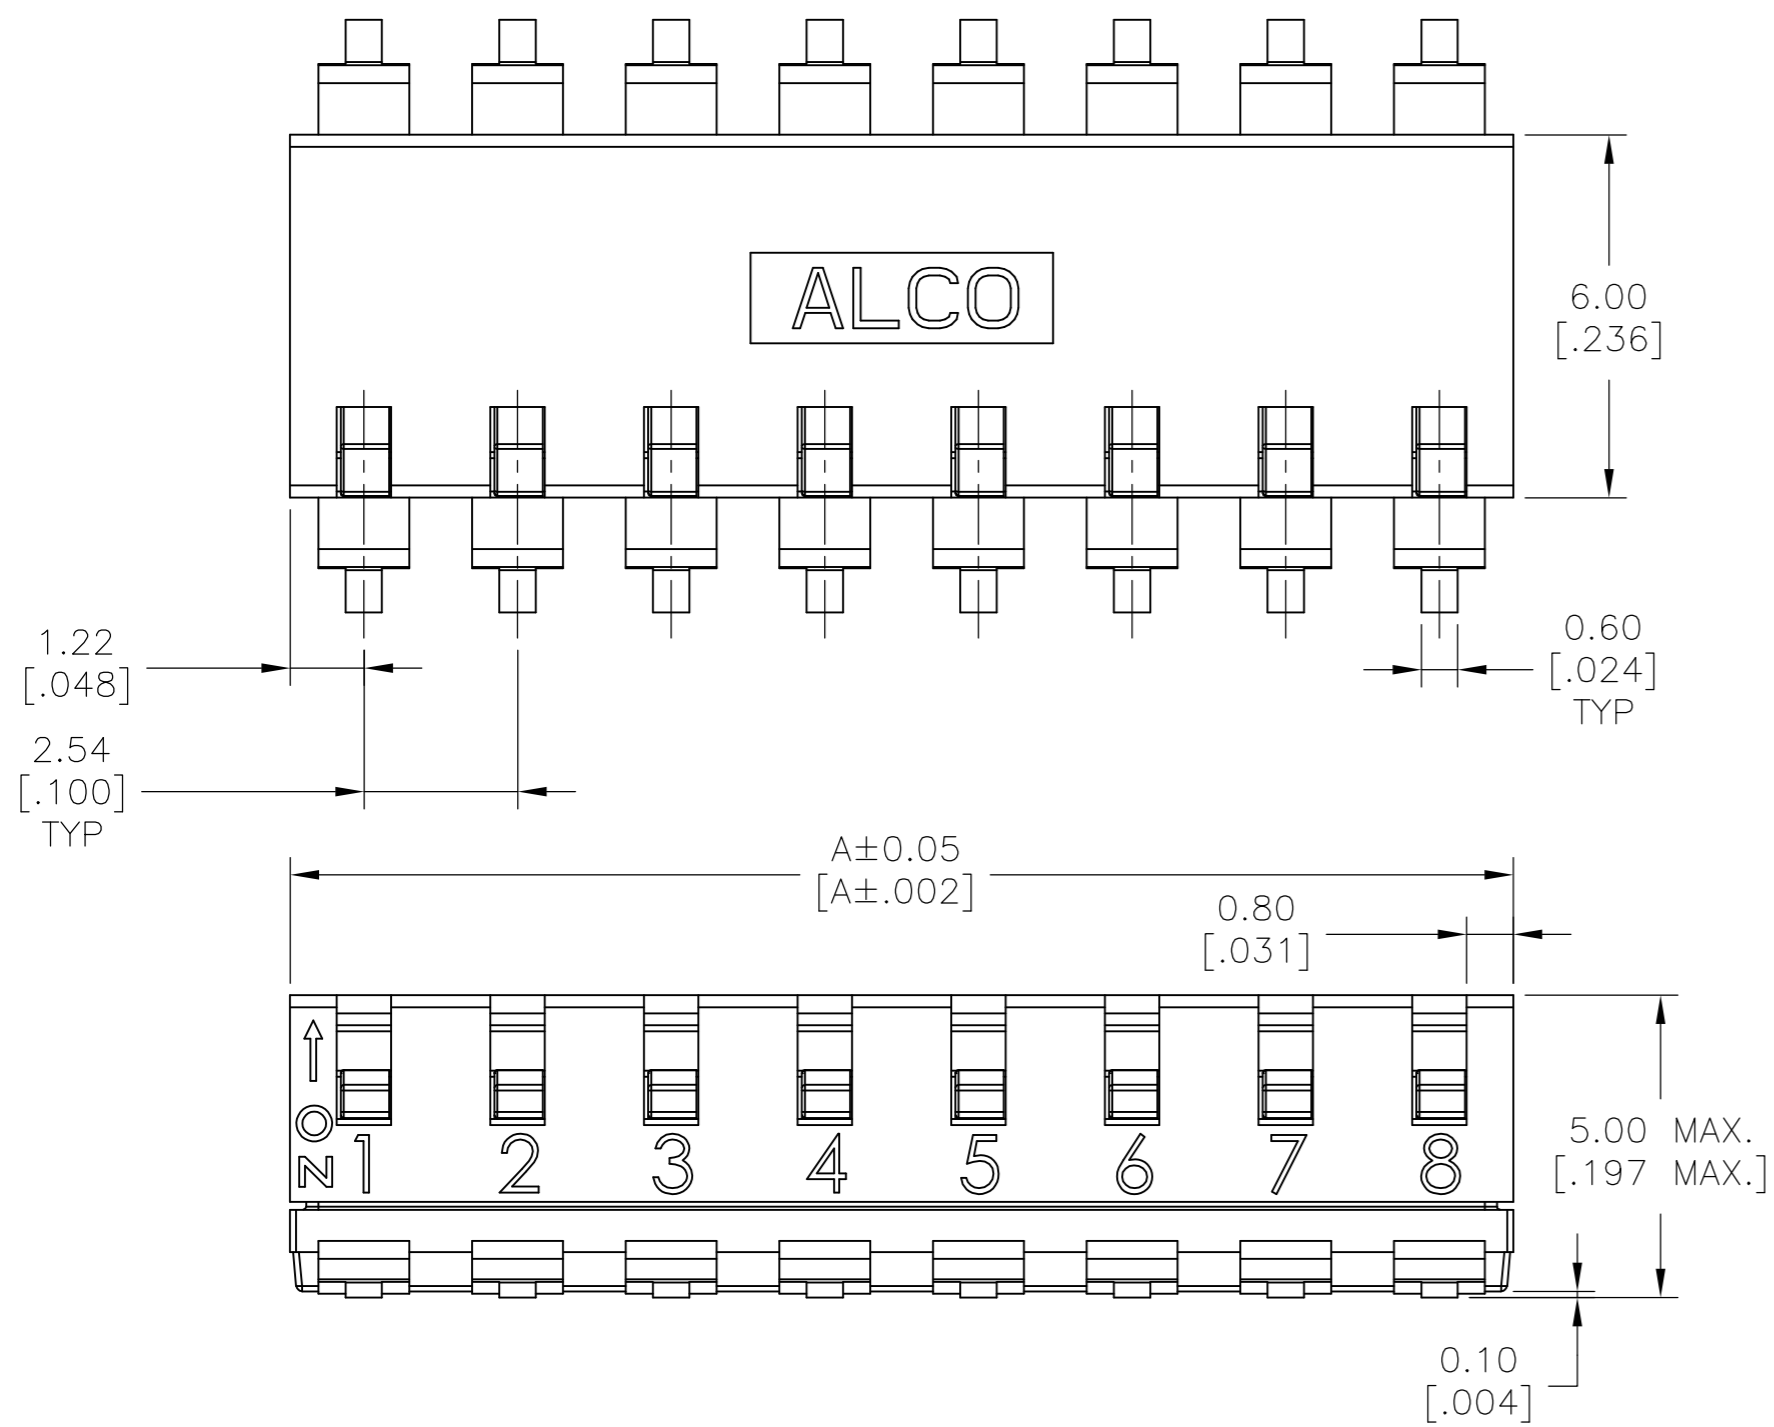 ALCO
6.00
[.236]
1.22
[.048]
0.60
[.024]
TYP
2.54
[.100]
TYP
A±0.05
[A±.002]
0.80
[.031]
ON
1 2 3 4 5 6 7 8
5.00 MAX.
[.197 MAX.]
0.10
[.004]